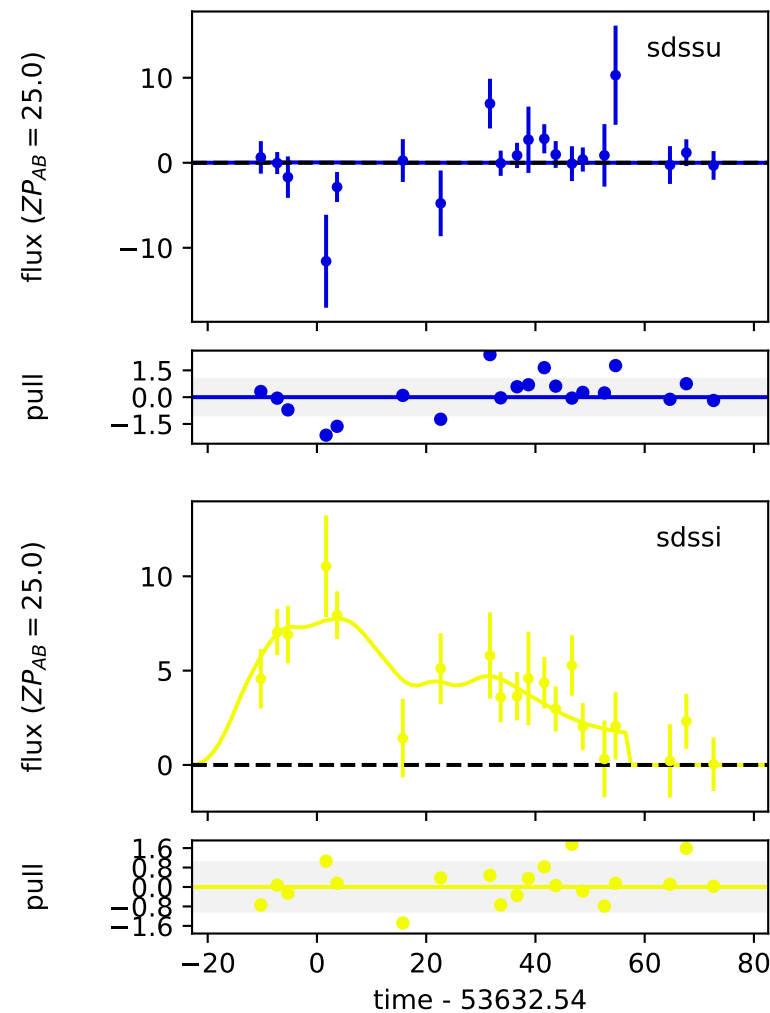 sdssu
flux (ZP_AB = 25.0)
10
0
−10
pull
1.5
0.0
−1.5
sdssi
flux (ZP_AB = 25.0)
10
5
0
pull
1.6
0.8
0.0
−0.8
−1.6
−20 0 20 40 60 80
time - 53632.54